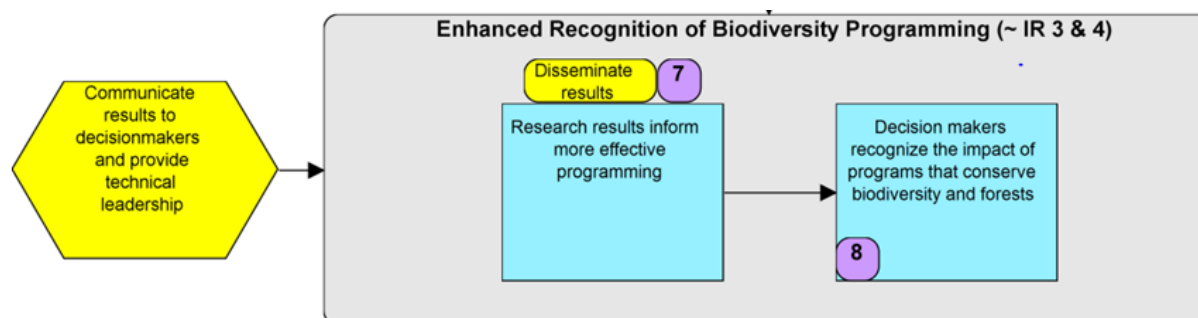 Enhanced Recognition of Biodiversity Programming (~ IR 3 & 4)
Communicate
results to
decisionmakers
and provide
technical
leadership
Disseminate
results
7
Research results inform
more effective
programming
Decision makers
recognize the impact of
programs that conserve
biodiversity and forests
8